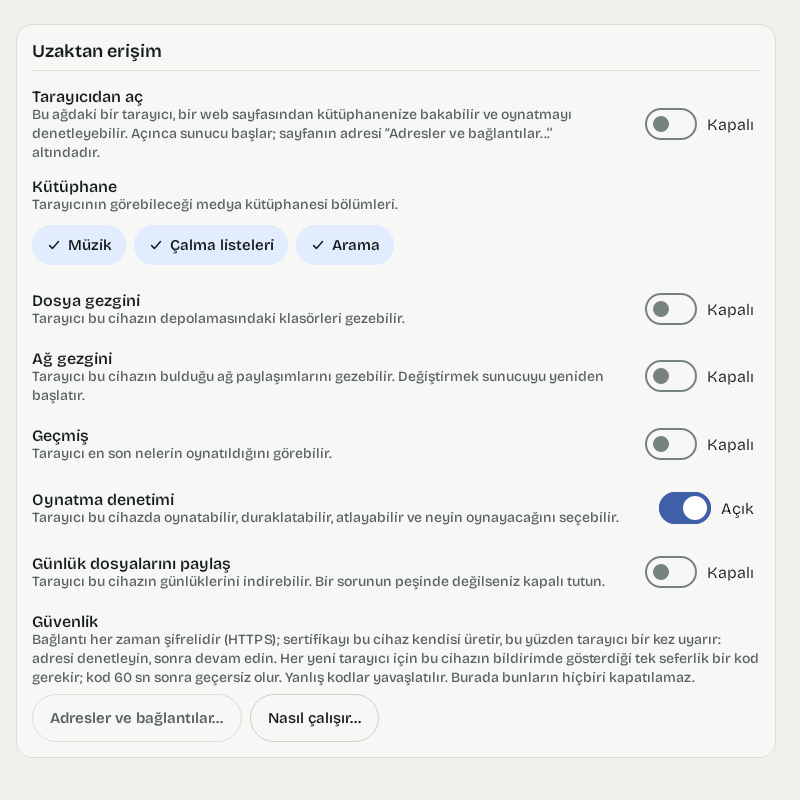 Uzaktan erişim
Tarayıcıdan aç
Bu ağdaki bir tarayıcı, bir web sayfasından kütüphanenize bakabilir ve oynatmayı
denetleyebilir. Açınca sunucu başlar; sayfanın adresi “Adresler ve bağlantılar…”
altındadır.
Kapalı
Kütüphane
Tarayıcının görebileceği medya kütüphanesi bölümleri.
Müzik
Çalma listeleri
Arama
Dosya gezgini
Tarayıcı bu cihazın depolamasındaki klasörleri gezebilir.
Kapalı
Ağ gezgini
Tarayıcı bu cihazın bulduğu ağ paylaşımlarını gezebilir. Değiştirmek sunucuyu yeniden
başlatır.
Kapalı
Geçmiş
Tarayıcı en son nelerin oynatıldığını görebilir.
Kapalı
Oynatma denetimi
Tarayıcı bu cihazda oynatabilir, duraklatabilir, atlayabilir ve neyin oynayacağını seçebilir.
Açık
Günlük dosyalarını paylaş
Tarayıcı bu cihazın günlüklerini indirebilir. Bir sorunun peşinde değilseniz kapalı tutun.
Kapalı
Güvenlik
Bağlantı her zaman şifrelidir (HTTPS); sertifikayı bu cihaz kendisi üretir, bu yüzden tarayıcı bir kez uyarır:
adresi denetleyin, sonra devam edin. Her yeni tarayıcı için bu cihazın bildirimde gösterdiği tek seferlik bir kod
gerekir; kod 60 sn sonra geçersiz olur. Yanlış kodlar yavaşlatılır. Burada bunların hiçbiri kapatılamaz.
Adresler ve bağlantılar…
Nasıl çalışır…